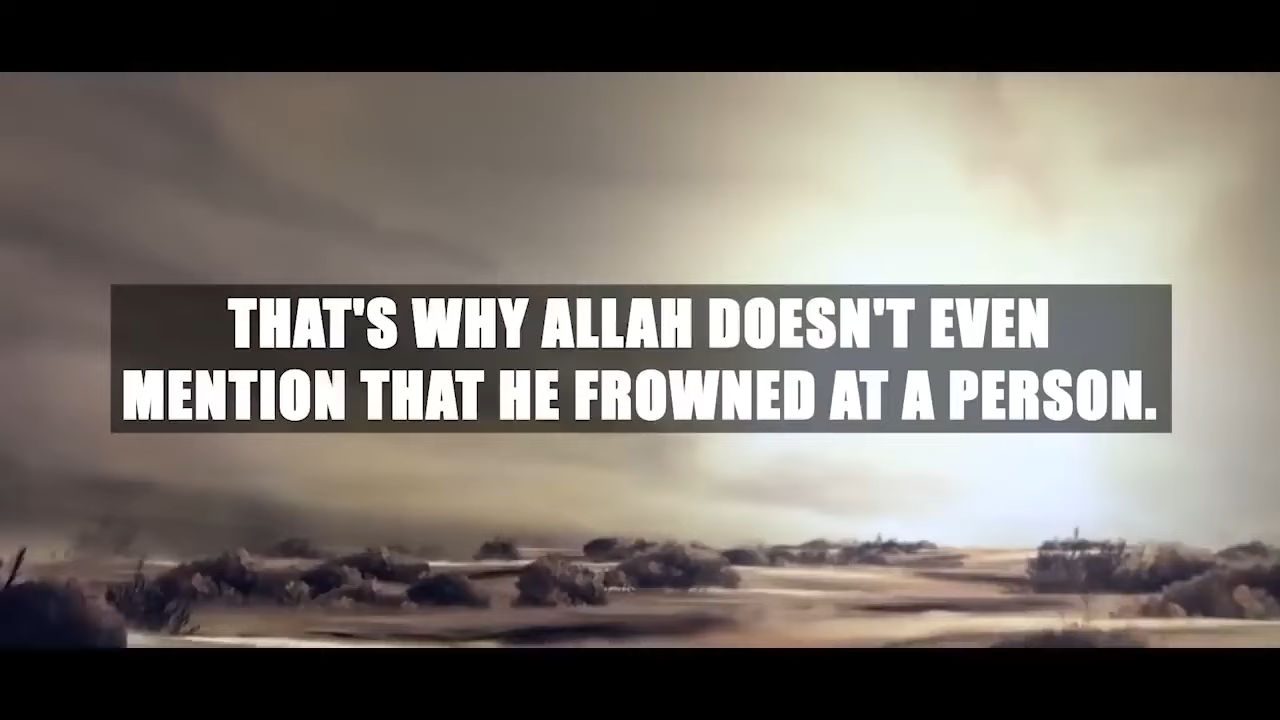 THAT'S WHY ALLAH DOESN'T EVEN
MENTION THAT HE FROWNED AT A PERSON.